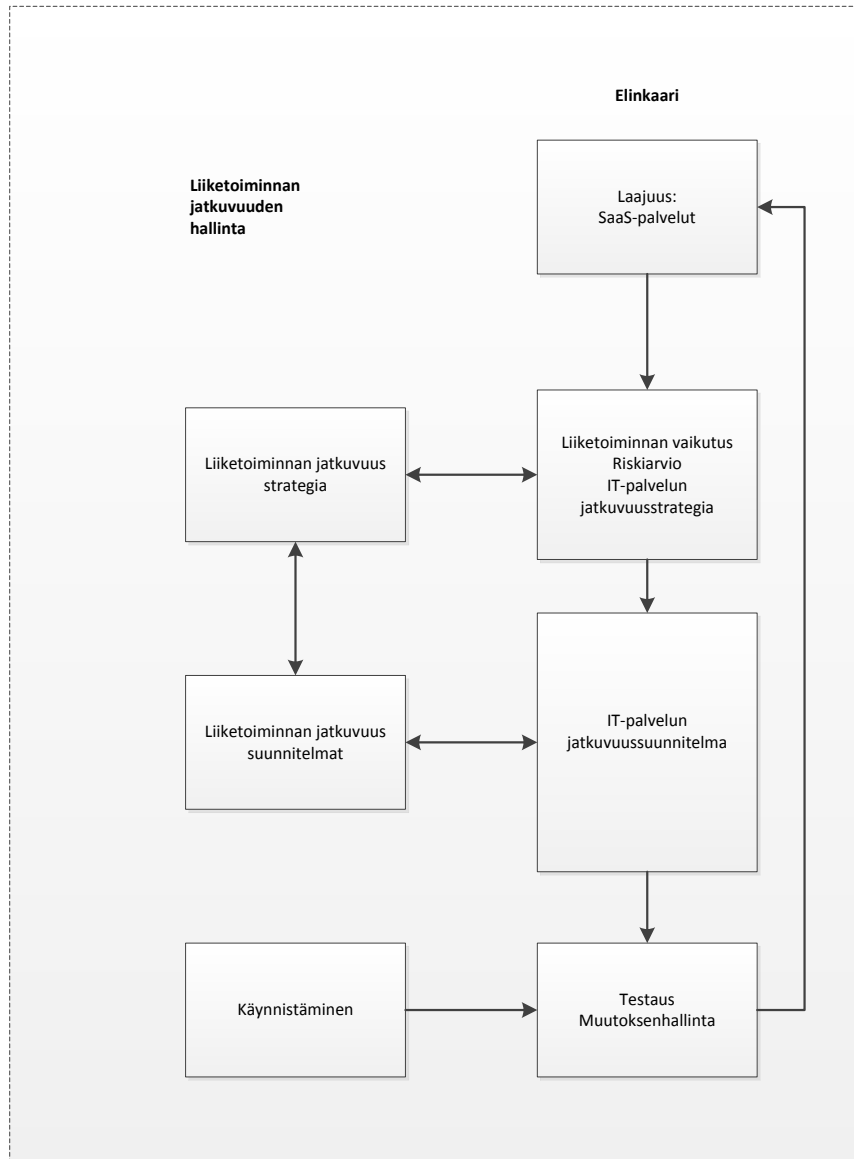 Elinkaari
Liiketoiminnan
jatkuvuuden
hallinta
Laajuus:
SaaS-palvelut
Liiketoiminnan jatkuvuus
strategia
Liiketoiminnan vaikutus
Riskiarvio
IT-palvelun
jatkuvuusstrategia
Liiketoiminnan jatkuvuus
suunnitelmat
IT-palvelun
jatkuvuussuunnitelma
Käynnistäminen
Testaus
Muutoksenhallinta